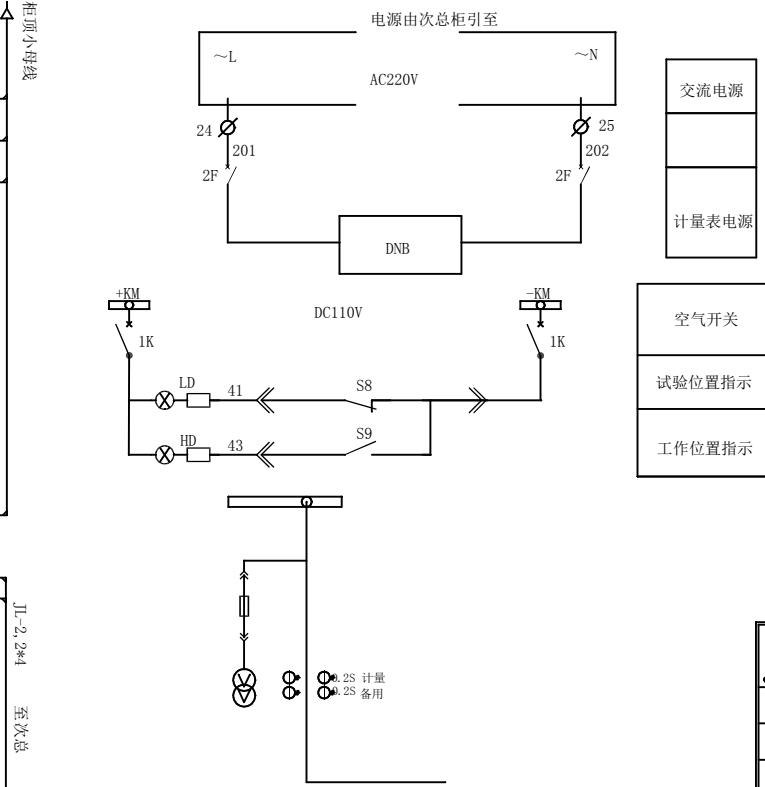 柜顶小母线
电源由次总柜引至
～L
～N
AC220V
24
25
201
202
2F
2F
DNB
交流电源
计量表电源
+KM
-KM
DC110V
1K
1K
空气开关
LD
41
S8
试验位置指示
HD
43
S9
工作位置指示
0.2S 计量
0.2S 备用
JL-2, 2*4 至次总